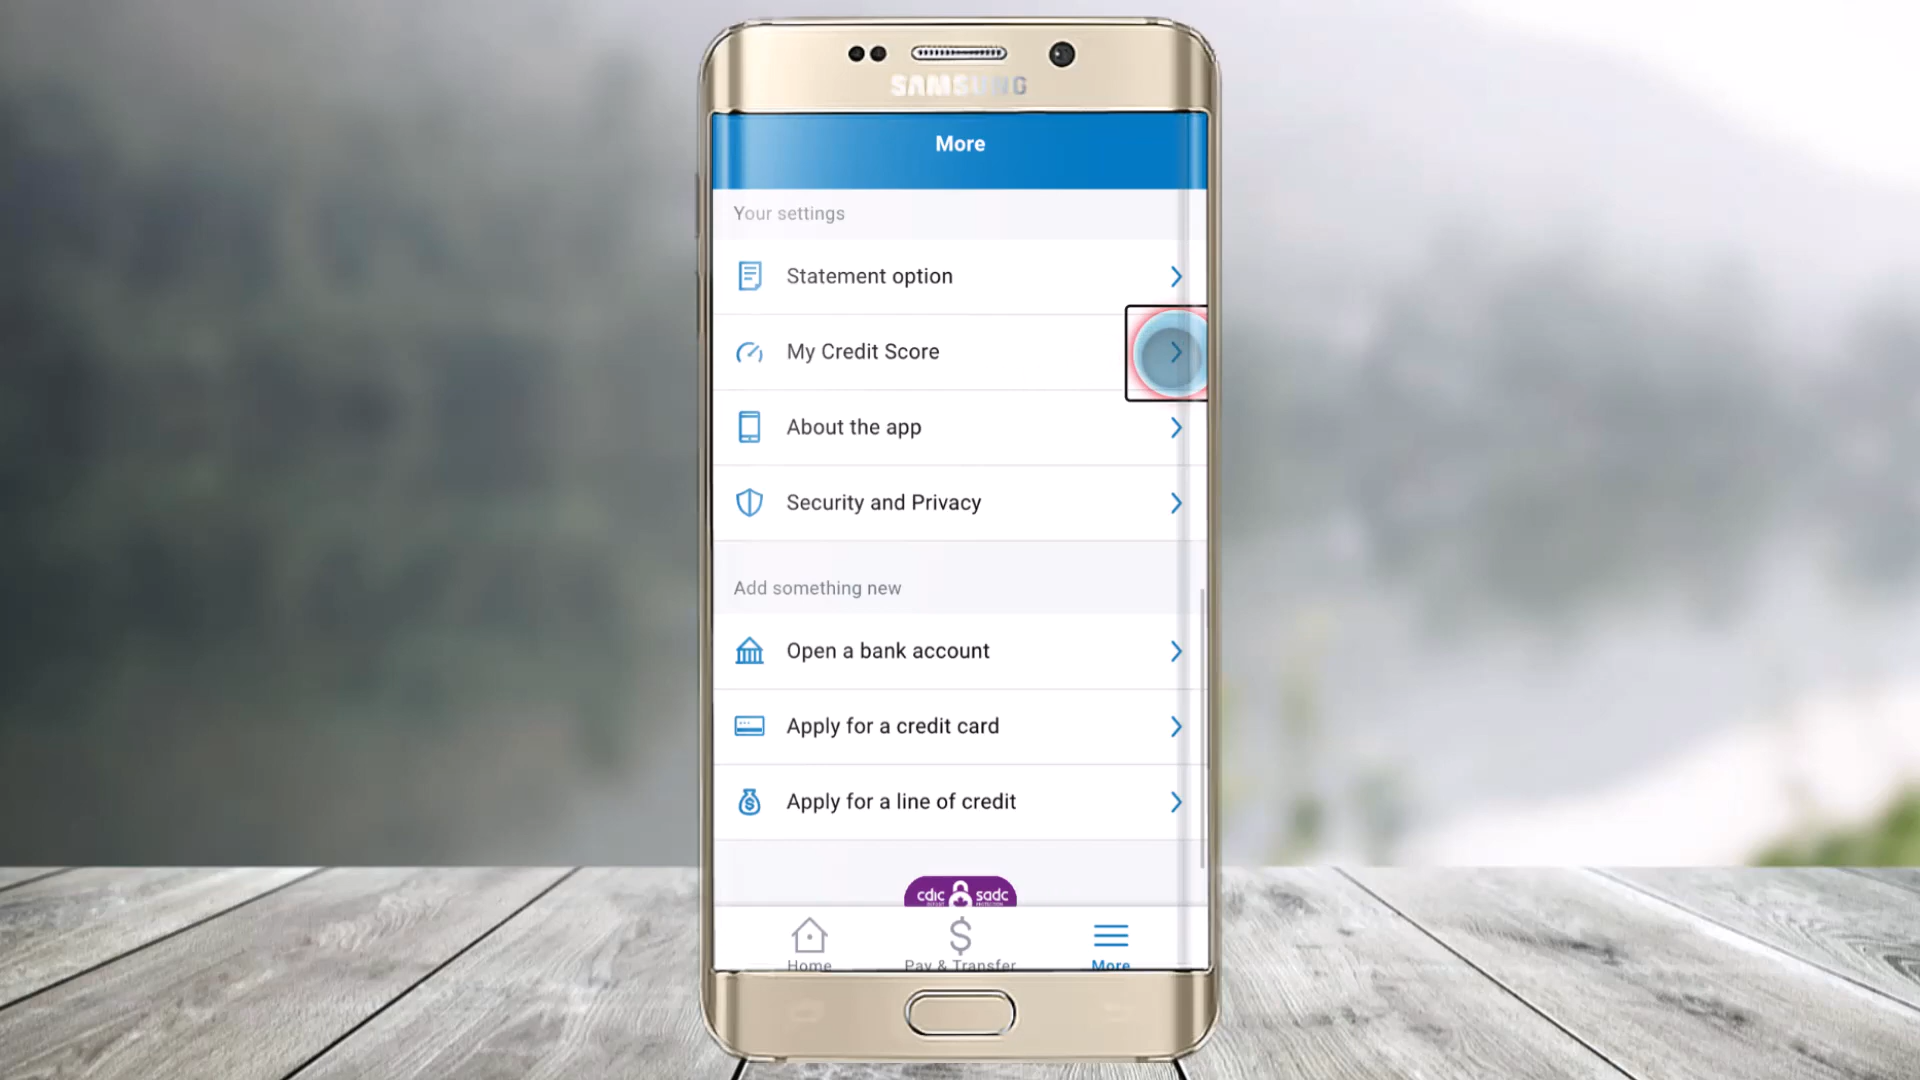 SAMSUNG
More
Your settings
Statement option
My Credit Score
About the app
Security and Privacy
Add something new
Open a bank account
Apply for a credit card
Apply for a line of credit
cdic sadc
Home
Pay & Transfer
More